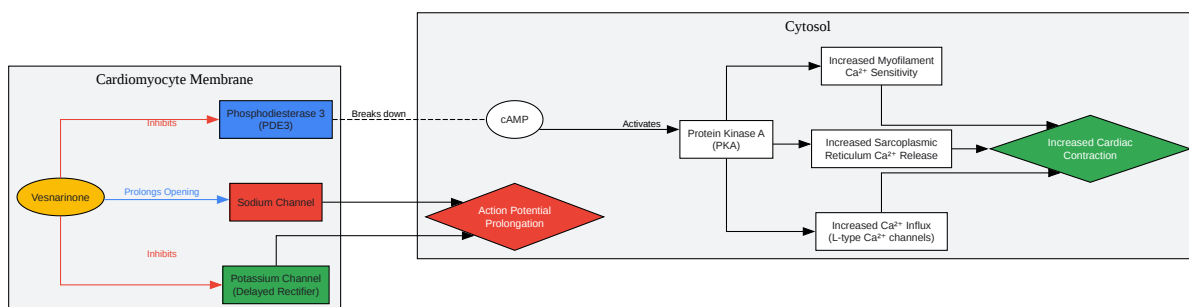 Cytosol
Cardiomyocyte Membrane
Increased Myofilament
Ca²⁺ Sensitivity
Phosphodiesterase 3
(PDE3)
Inhibits
Breaks down
cAMP
Activates
Protein Kinase A
(PKA)
Increased Sarcoplasmic
Reticulum Ca²⁺ Release
Increased Cardiac
Contraction
Vesnarinone
Prolongs Opening
Sodium Channel
Action Potential
Prolongation
Increased Ca²⁺ Influx
(L-type Ca²⁺ channels)
Inhibits
Potassium Channel
(Delayed Rectifier)